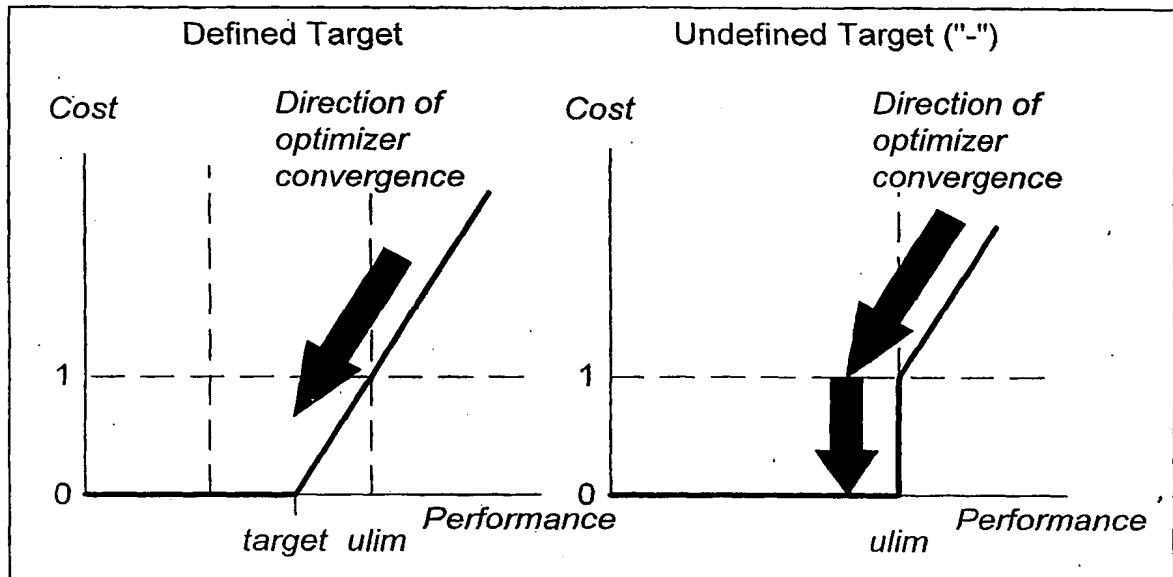 Defined Target
Cost
Direction of
optimizer
convergence
1
0
target ulim
Performance
Undefined Target ("-")
Cost
Direction of
optimizer
convergence
1
0
ulim
Performance